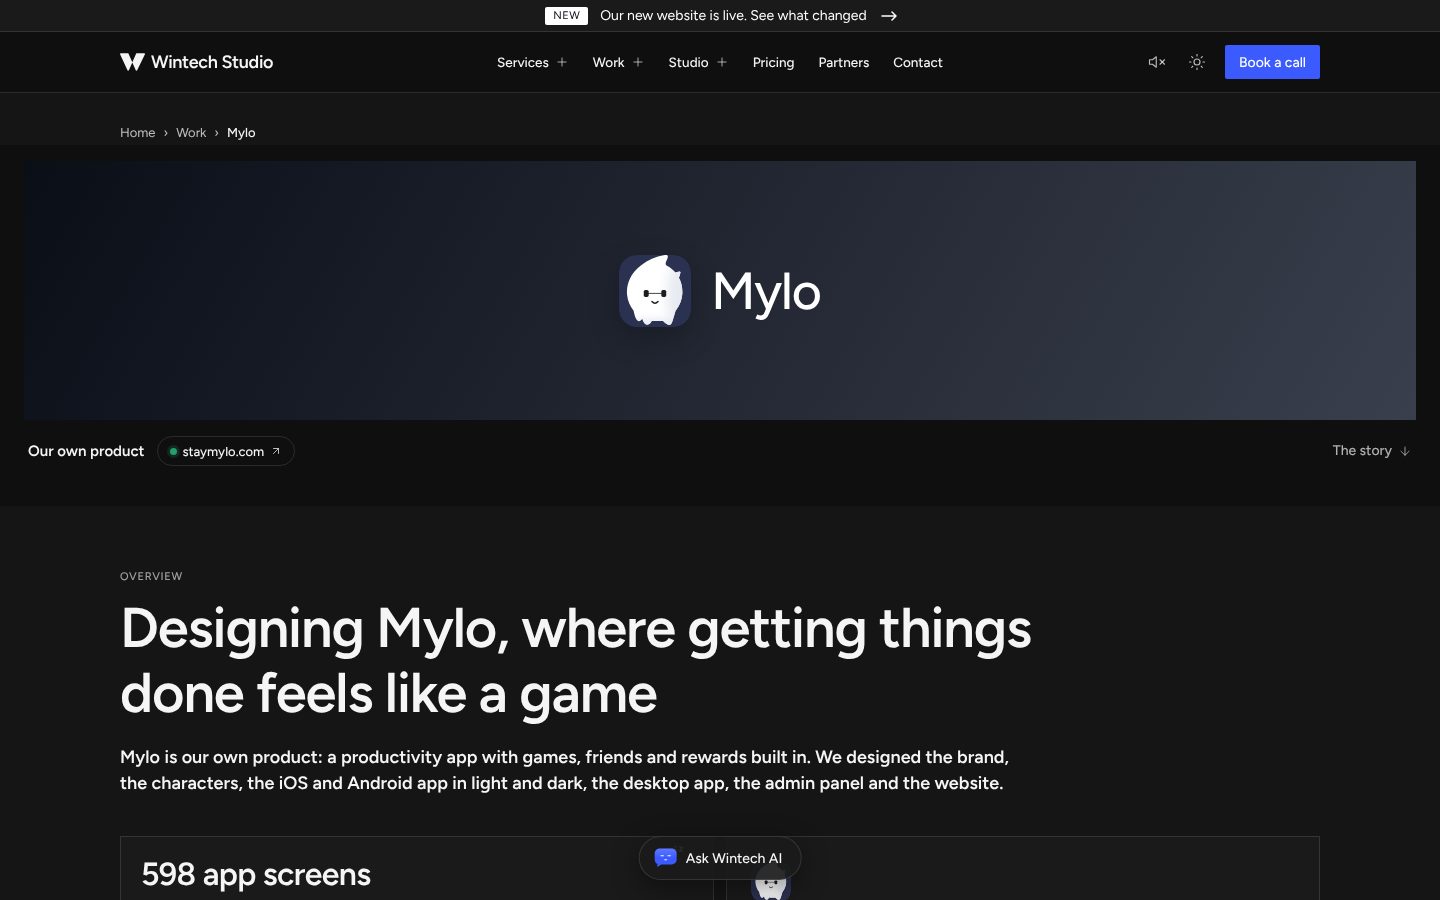 NEW Our new website is live. See what changed
Wintech Studio
Services Work Studio Pricing Partners Contact
Book a call
Home › Work › Mylo
Mylo
Our own product
staymylo.com
The story
OVERVIEW
Designing Mylo, where getting things
done feels like a game
Mylo is our own product: a productivity app with games, friends and rewards built in. We designed the brand,
the characters, the iOS and Android app in light and dark, the desktop app, the admin panel and the website.
598 app screens
Ask Wintech AI